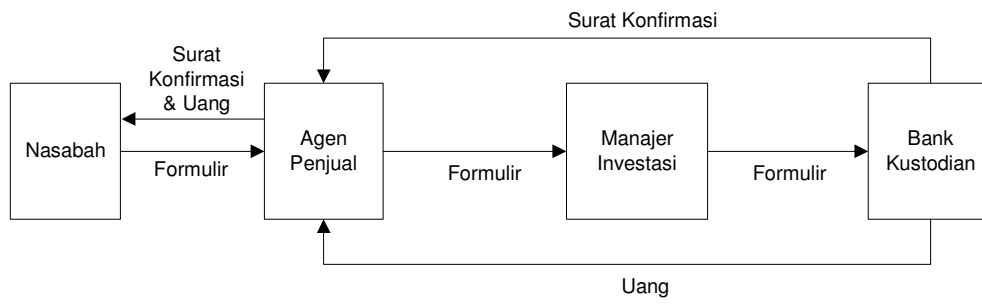 Surat Konfirmasi
Surat
Konfirmasi
& Uang
Nasabah
Formulir
Agen
Penjual
Formulir
Manajer
Investasi
Formulir
Bank
Kustodian
Uang